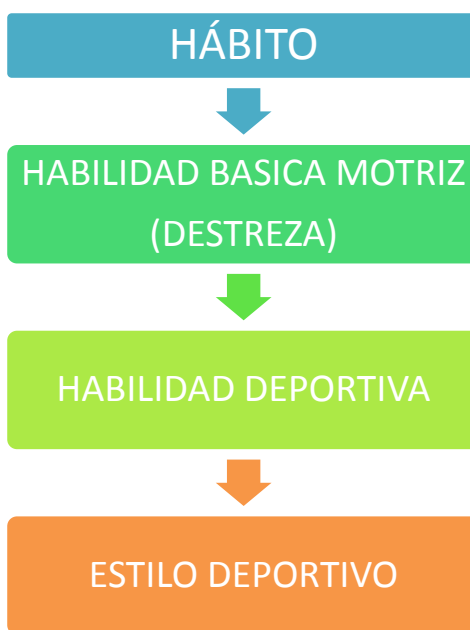 HÁBITO
HABILIDAD BASICA MOTRIZ
(DESTREZA)
HABILIDAD DEPORTIVA
ESTILO DEPORTIVO